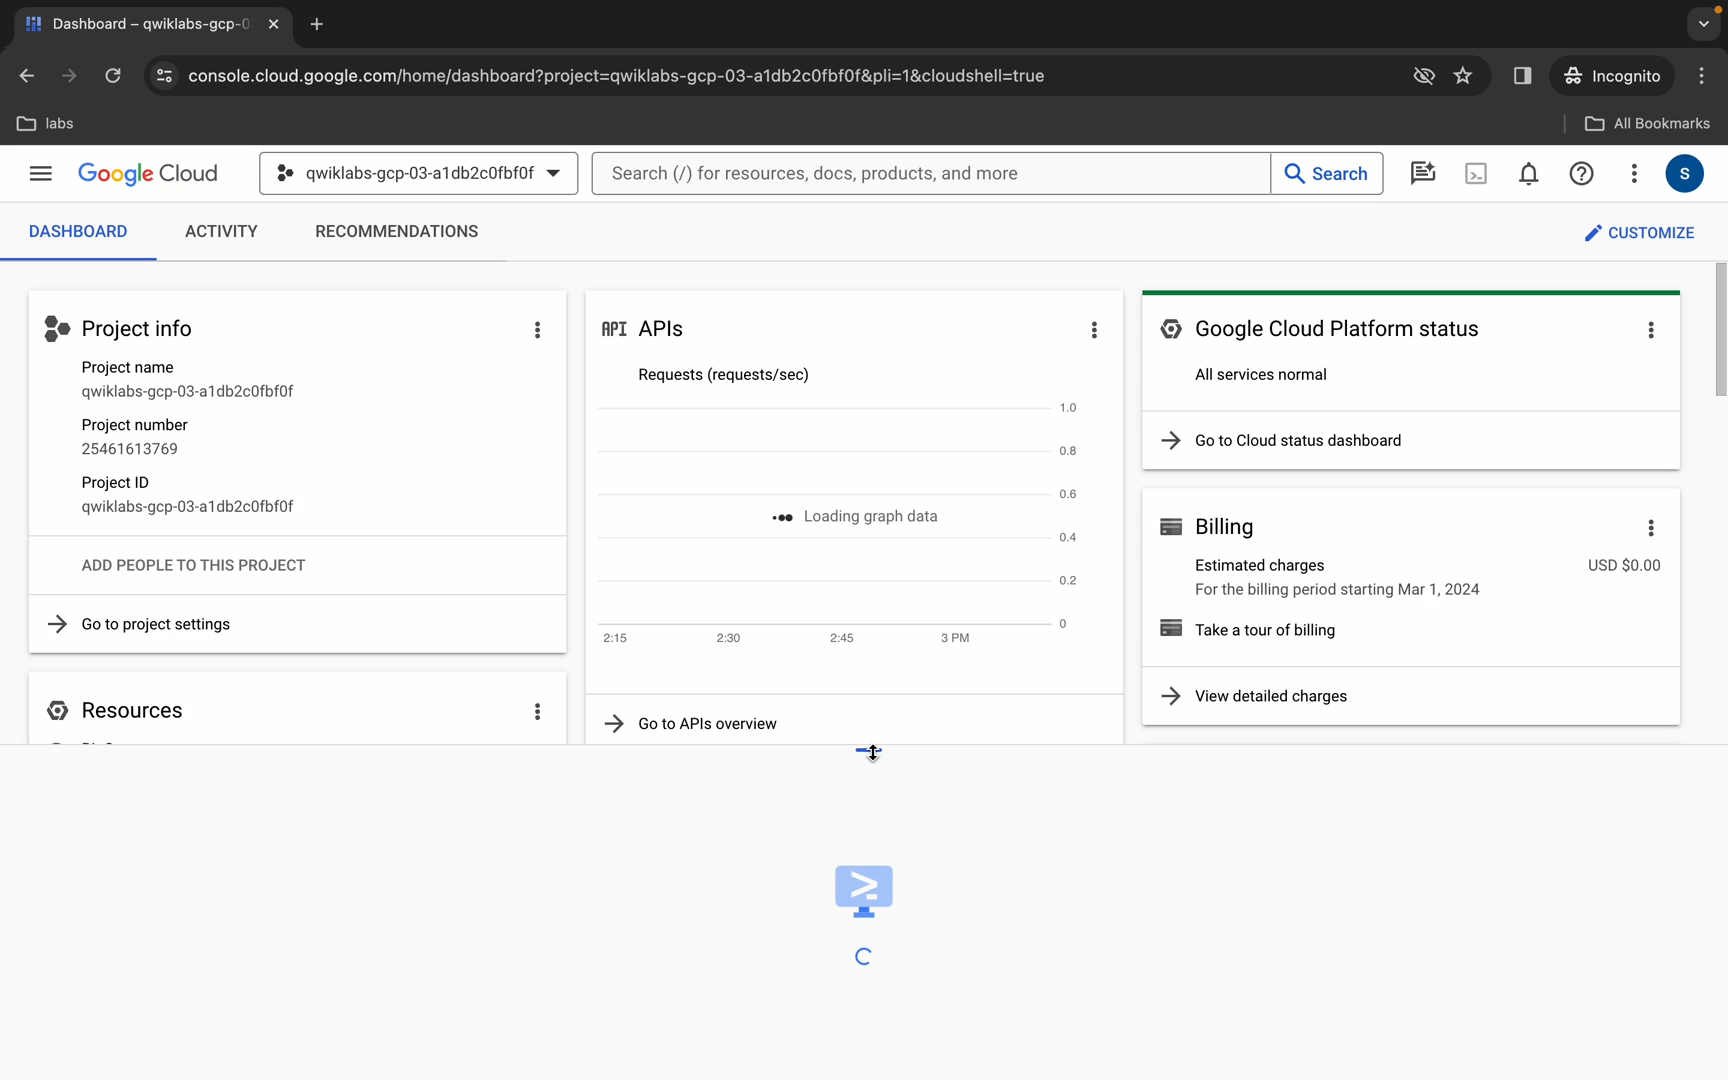 Dashboard – qwiklabs-gcp-0
console.cloud.google.com/home/dashboard?project=qwiklabs-gcp-03-a1db2c0fbf0f&pli=1&cloudshell=true
Incognito
labs
All Bookmarks
Google Cloud
qwiklabs-gcp-03-a1db2c0fbf0f
Search (/) for resources, docs, products, and more
Search
S
DASHBOARD
ACTIVITY
RECOMMENDATIONS
CUSTOMIZE
Project info
Project name
qwiklabs-gcp-03-a1db2c0fbf0f
Project number
25461613769
Project ID
qwiklabs-gcp-03-a1db2c0fbf0f
ADD PEOPLE TO THIS PROJECT
Go to project settings
Resources
API APIs
Requests (requests/sec)
1.0
0.8
0.6
Loading graph data
0.4
0.2
0
2:15 2:30 2:45 3 PM
Go to APIs overview
Google Cloud Platform status
All services normal
Go to Cloud status dashboard
Billing
Estimated charges USD $0.00
For the billing period starting Mar 1, 2024
Take a tour of billing
View detailed charges